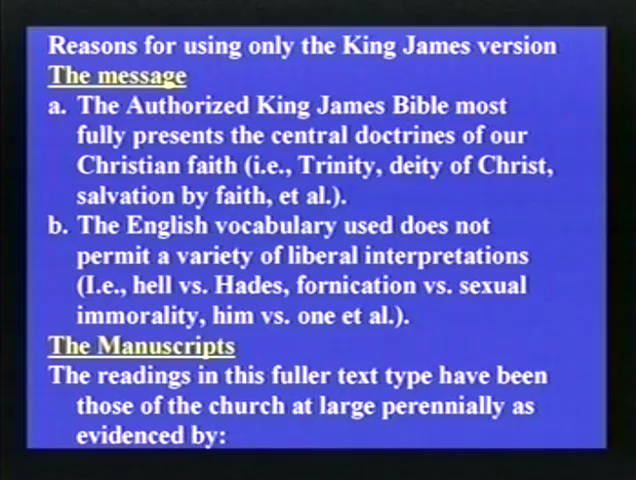 Reasons for using only the King James version
The message
a. The Authorized King James Bible most
fully presents the central doctrines of our
Christian faith (i.e., Trinity, deity of Christ,
salvation by faith, et al.).
b. The English vocabulary used does not
permit a variety of liberal interpretations
(I.e., hell vs. Hades, fornication vs. sexual
immorality, him vs. one et al.).
The Manuscripts
The readings in this fuller text type have been
those of the church at large perennially as
evidenced by: